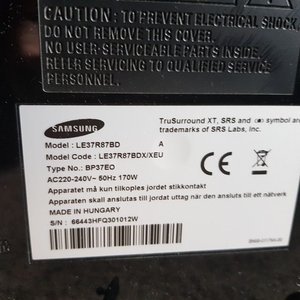 CAUTION : TO PREVENT ELECTRICAL SHOCK,
DO NOT REMOVE THIS COVER.
NO USER SERVICEABLE PARTS INSIDE.
REFER SERVICING TO QUALIFIED SERVICE
PERSONNEL.
SAMSUNG
TruSurround XT, SRS and (●) symbol are
trademarks of SRS Labs, Inc.
Model : LE37R87BD A
Model Code : LE37R87BDX/XEU
Type No. : BP37EO
AC220-240V~ 50Hz 170W
CE
Apparatet må kun tilkoples jordet stikkontakt
Apparaten skall anslutas till jordat uttag när den ansluts till ett nätverk
MADE IN HUNGARY
S/N : 66443HFQ301012W